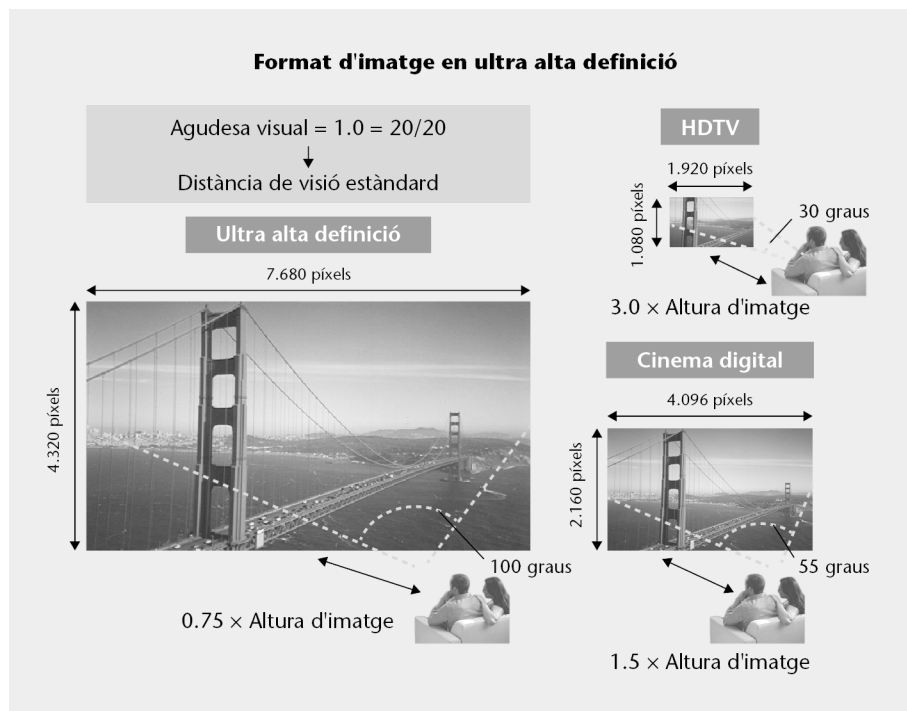 Format d'imatge en ultra alta definició
Agudesa visual = 1.0 = 20/20
Distància de visió estàndard
Ultra alta definició
7.680 píxels
4.320 píxels
100 graus
0.75 × Altura d'imatge
HDTV
1.920 píxels
1.080 píxels
30 graus
3.0 × Altura d'imatge
Cinema digital
4.096 píxels
2.160 píxels
55 graus
1.5 × Altura d'imatge